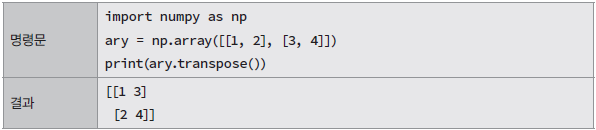 명령문
import numpy as np
ary = np.array([[1, 2], [3, 4]])
print(ary.transpose())
결과
[[1 3]
 [2 4]]